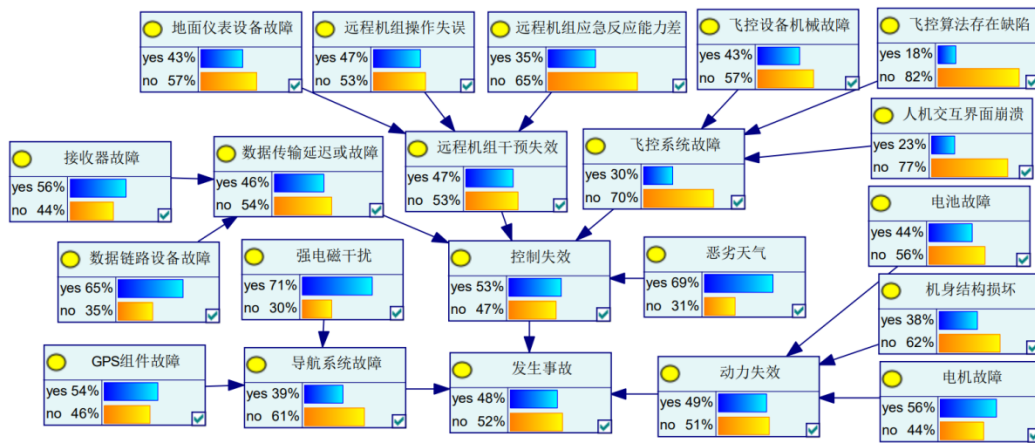 地面仪表设备故障
yes 43%
no 57%
远程机组操作失误
yes 47%
no 53%
远程机组应急反应能力差
yes 35%
no 65%
飞控设备机械故障
yes 43%
no 57%
飞控算法存在缺陷
yes 18%
no 82%
人机交互界面崩溃
yes 23%
no 77%
接收器故障
yes 56%
no 44%
数据传输延迟或故障
yes 46%
no 54%
远程机组干预失效
yes 47%
no 53%
飞控系统故障
yes 30%
no 70%
电池故障
yes 44%
no 56%
数据链路设备故障
yes 65%
no 35%
强电磁干扰
yes 71%
no 30%
控制失效
yes 53%
no 47%
恶劣天气
yes 69%
no 31%
机身结构损坏
yes 38%
no 62%
GPS组件故障
yes 54%
no 46%
导航系统故障
yes 39%
no 61%
发生事故
yes 48%
no 52%
动力失效
yes 49%
no 51%
电机故障
yes 56%
no 44%